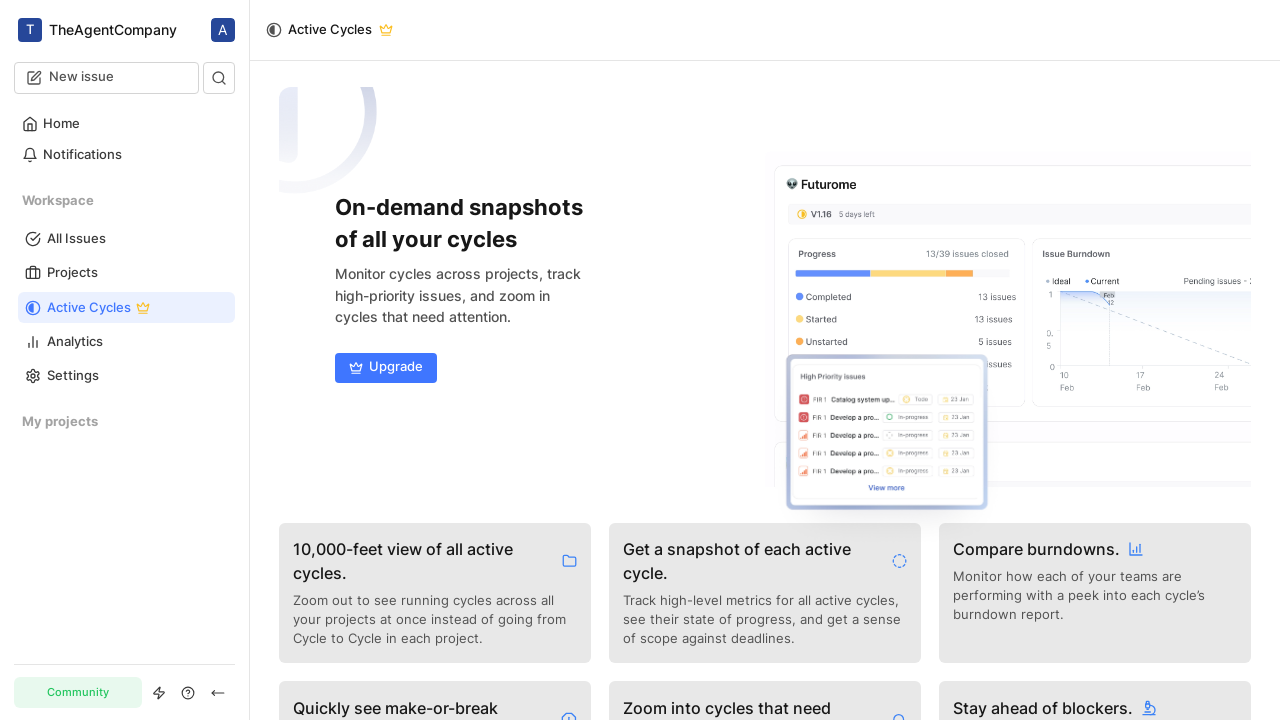 T TheAgentCompany A
New issue
Home
Notifications
Workspace
All Issues
Projects
Active Cycles
Analytics
Settings
My projects
Community
Active Cycles
On-demand snapshots
of all your cycles
Monitor cycles across projects, track
high-priority issues, and zoom in
cycles that need attention.
Upgrade
Futurome
V1.16 5 days left
Progress 13/39 issues closed
Completed 13 issues
Started 13 issues
Unstarted 5 issues
issues
Issue Burndown
Ideal Current Pending issues -
1
0.
5
0
Feb
12
10
Feb
17
Feb
24
Feb
High Priority issues
FIR 1 Catalog system up... Todo 23 Jan
FIR 1 Develop a pro... In-progress 23 Jan
FIR 1 Develop a pro... In-progress 23 Jan
FIR 1 Develop a pro... In-progress 23 Jan
FIR 1 Develop a pro... In-progress 23 Jan
View more
10,000-feet view of all active
cycles.
Zoom out to see running cycles across all
your projects at once instead of going from
Cycle to Cycle in each project.
Get a snapshot of each active
cycle.
Track high-level metrics for all active cycles,
see their state of progress, and get a sense
of scope against deadlines.
Compare burndowns.
Monitor how each of your teams are
performing with a peek into each cycle’s
burndown report.
Quickly see make-or-break
Zoom into cycles that need
Stay ahead of blockers.